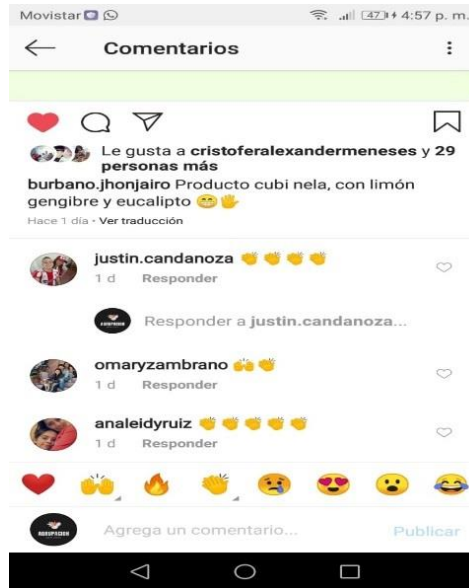 Movistar 47 4:57 p. m.
Comentarios
Le gusta a cristoferalexandermeneses y 29
personas más
burbano.jhonjairo Producto cubi nela, con limón
gengibre y eucalipto 😁🖐
Hace 1 día • Ver traducción
justin.candanoza 👏👏👏👏
1 d Responder
Responder a justin.candanoza...
omaryzambrano 🙌👏
1 d Responder
analeidyruiz 👏👏👏👏👏
1 d Responder
❤️🙌🔥👏😢😍😮😂
Agrega un comentario... Publicar